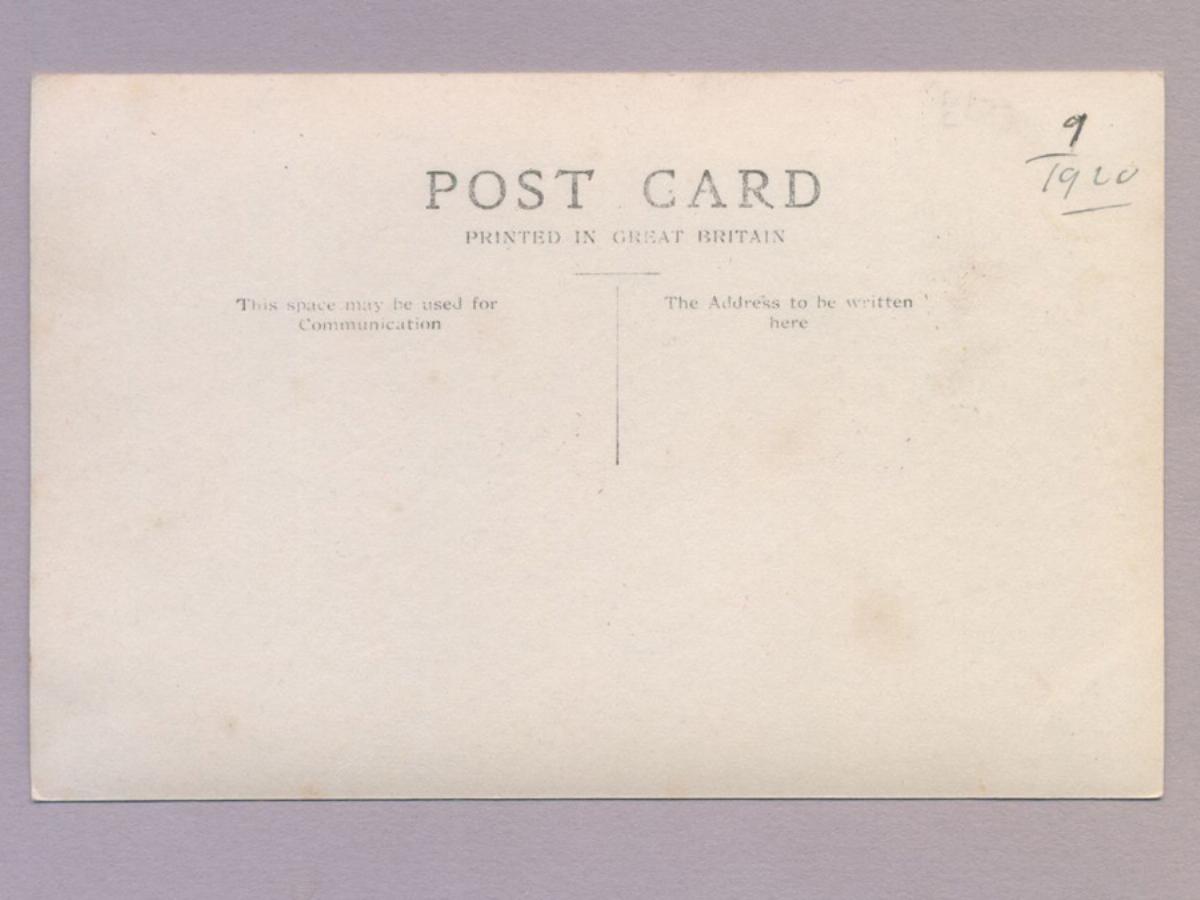 9
1920
POST CARD
PRINTED IN GREAT BRITAIN
This space may be used for
Communication
The Address to be written
here